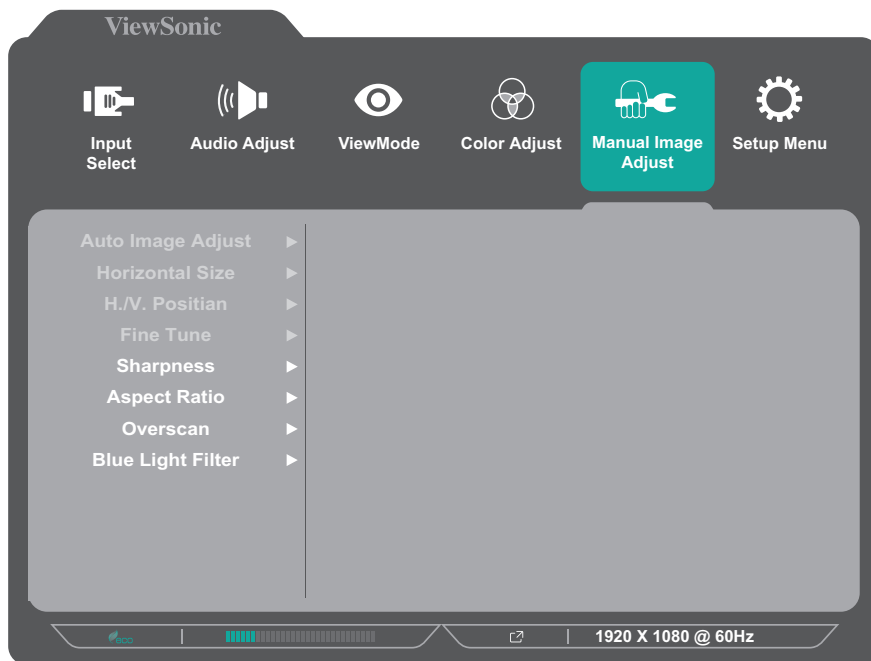 ViewSonic
Input
Select
Audio Adjust
ViewMode
Color Adjust
Manual Image
Adjust
Setup Menu
Auto Image Adjust
Horizontal Size
H./V. Positian
Fine Tune
Sharpness
Aspect Ratio
Overscan
Blue Light Filter
eco
1920 X 1080 @ 60Hz